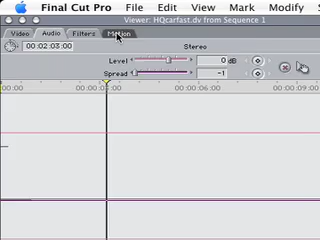 Final Cut Pro File Edit View Mark Modify
Viewer: HQcarfast.dv from Sequence 1
Video Audio Filters Motion
00:02:03:00 Stereo
Level 0 dB
Spread -1
00:00 00:00:03:00 00:00:06:00 00:00:09:00